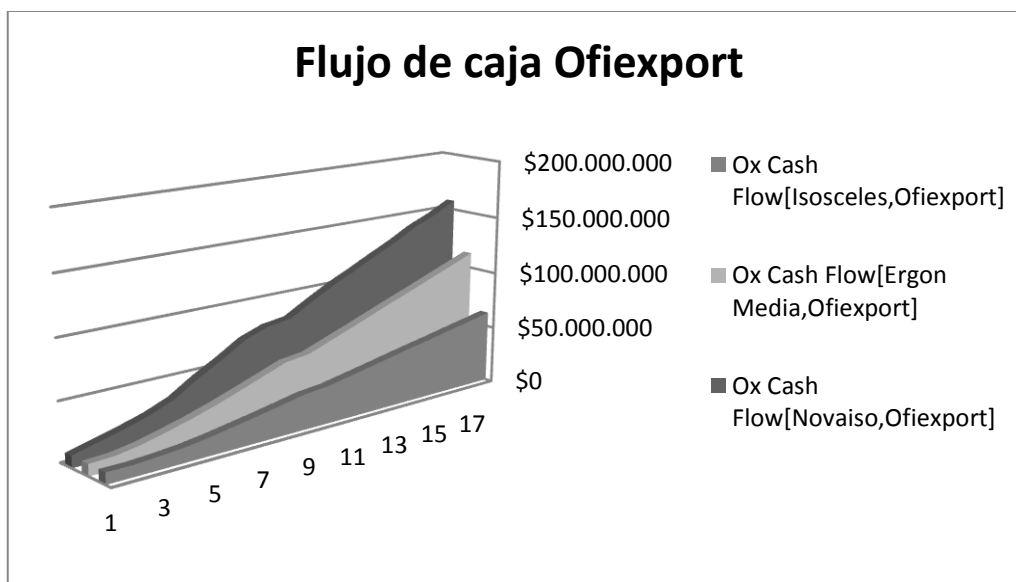 Flujo de caja Ofiexport
$200.000.000
$150.000.000
$100.000.000
$50.000.000
$0
1
3
5
7
9
11
13
15
17
Ox Cash
Flow[Isosceles,Ofiexport]
Ox Cash Flow[Ergon
Media,Ofiexport]
Ox Cash
Flow[Novaiso,Ofiexport]